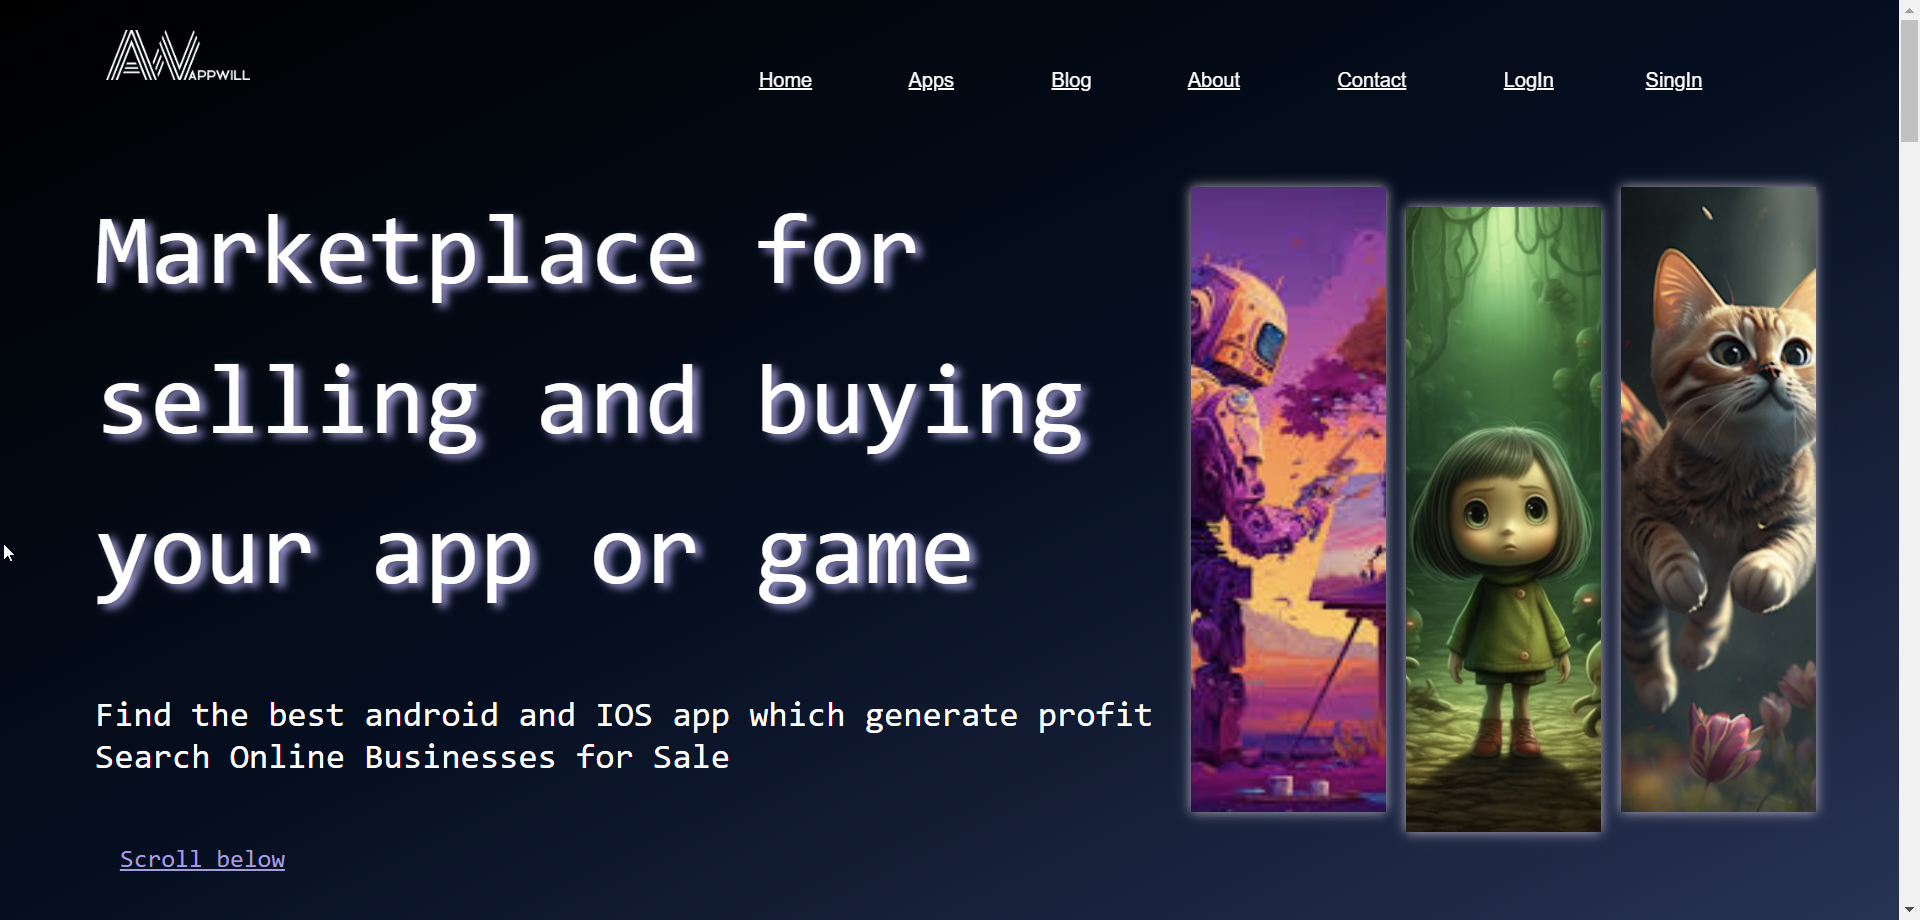 AW APPWILL
Home Apps Blog About Contact LogIn SingIn
Marketplace for
selling and buying
your app or game
Find the best android and IOS app which generate profit
Search Online Businesses for Sale
Scroll below